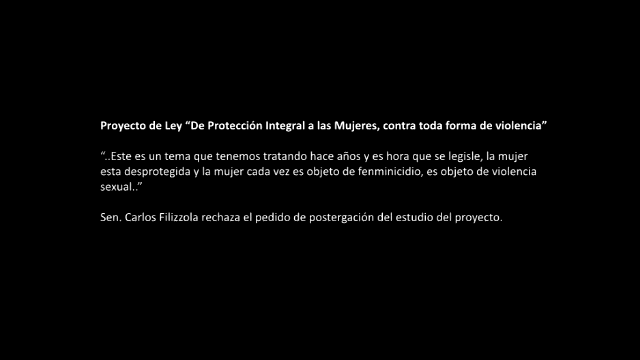 Proyecto de Ley “De Protección Integral a las Mujeres, contra toda forma de violencia”
“..Este es un tema que tenemos tratando hace años y es hora que se legisle, la mujer
esta desprotegida y la mujer cada vez es objeto de fenminicidio, es objeto de violencia
sexual..”
Sen. Carlos Filizzola rechaza el pedido de postergación del estudio del proyecto.